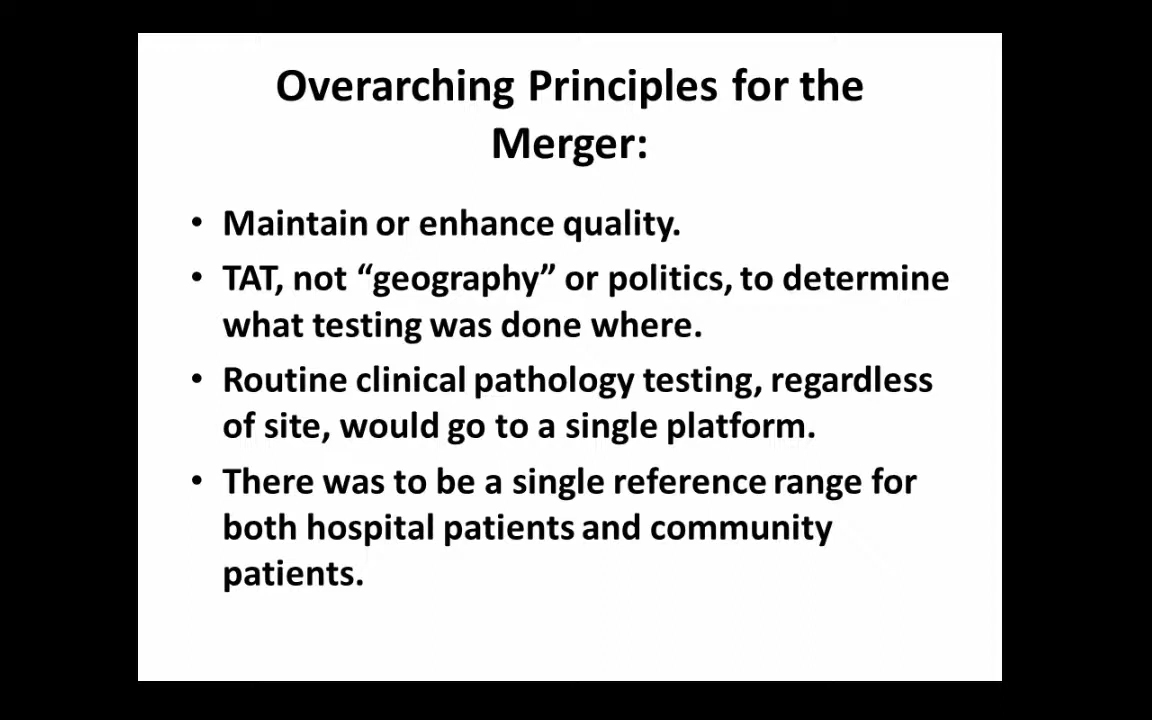 Overarching Principles for the
Merger:
• Maintain or enhance quality.
• TAT, not “geography” or politics, to determine
what testing was done where.
• Routine clinical pathology testing, regardless
of site, would go to a single platform.
• There was to be a single reference range for
both hospital patients and community
patients.